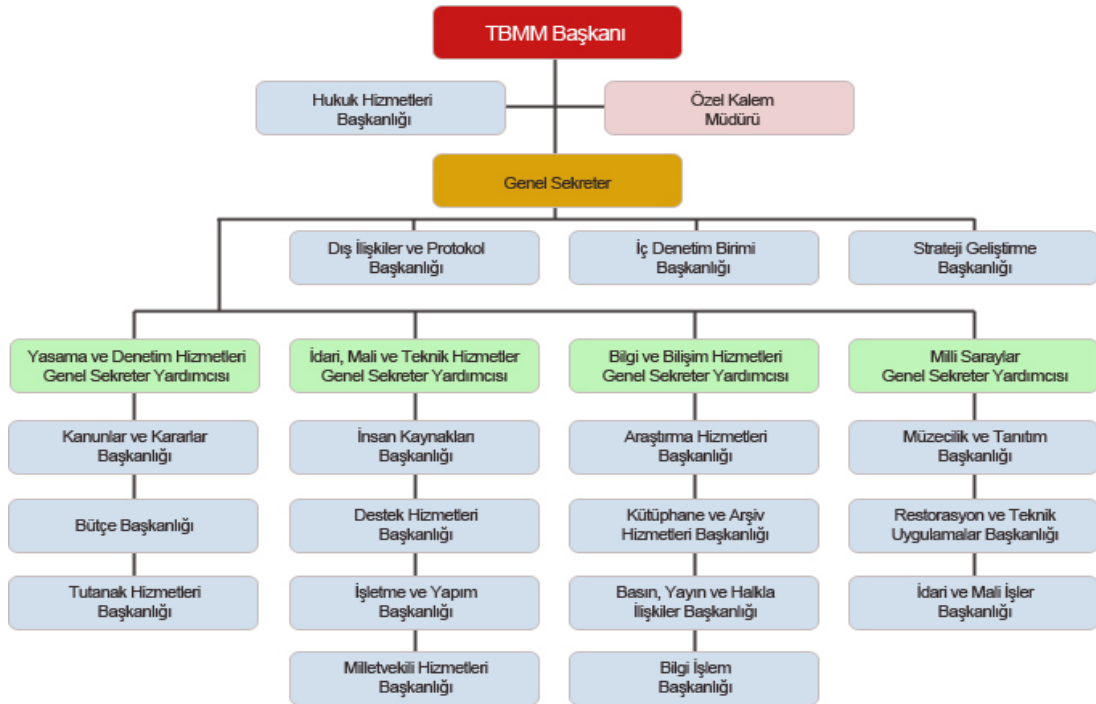 TBMM Başkanı
Hukuk Hizmetleri
Başkanlığı
Özel Kalem
Müdürü
Genel Sekreter
Dış İlişkiler ve Protokol
Başkanlığı
İç Denetim Birimi
Başkanlığı
Strateji Geliştirme
Başkanlığı
Yasama ve Denetim Hizmetleri
Genel Sekreter Yardımcısı
İdari, Mali ve Teknik Hizmetler
Genel Sekreter Yardımcısı
Bilgi ve Bilişim Hizmetleri
Genel Sekreter Yardımcısı
Milli Saraylar
Genel Sekreter Yardımcısı
Kanunlar ve Kararlar
Başkanlığı
İnsan Kaynakları
Başkanlığı
Araştırma Hizmetleri
Başkanlığı
Müzecilik ve Tanıtım
Başkanlığı
Bütçe Başkanlığı
Destek Hizmetleri
Başkanlığı
Kütüphane ve Arşiv
Hizmetleri Başkanlığı
Restorasyon ve Teknik
Uygulamalar Başkanlığı
Tutanak Hizmetleri
Başkanlığı
İşletme ve Yapım
Başkanlığı
Basın, Yayın ve Halkla
İlişkiler Başkanlığı
İdari ve Mali İşler
Başkanlığı
Milletvekili Hizmetleri
Başkanlığı
Bilgi İşlem
Başkanlığı